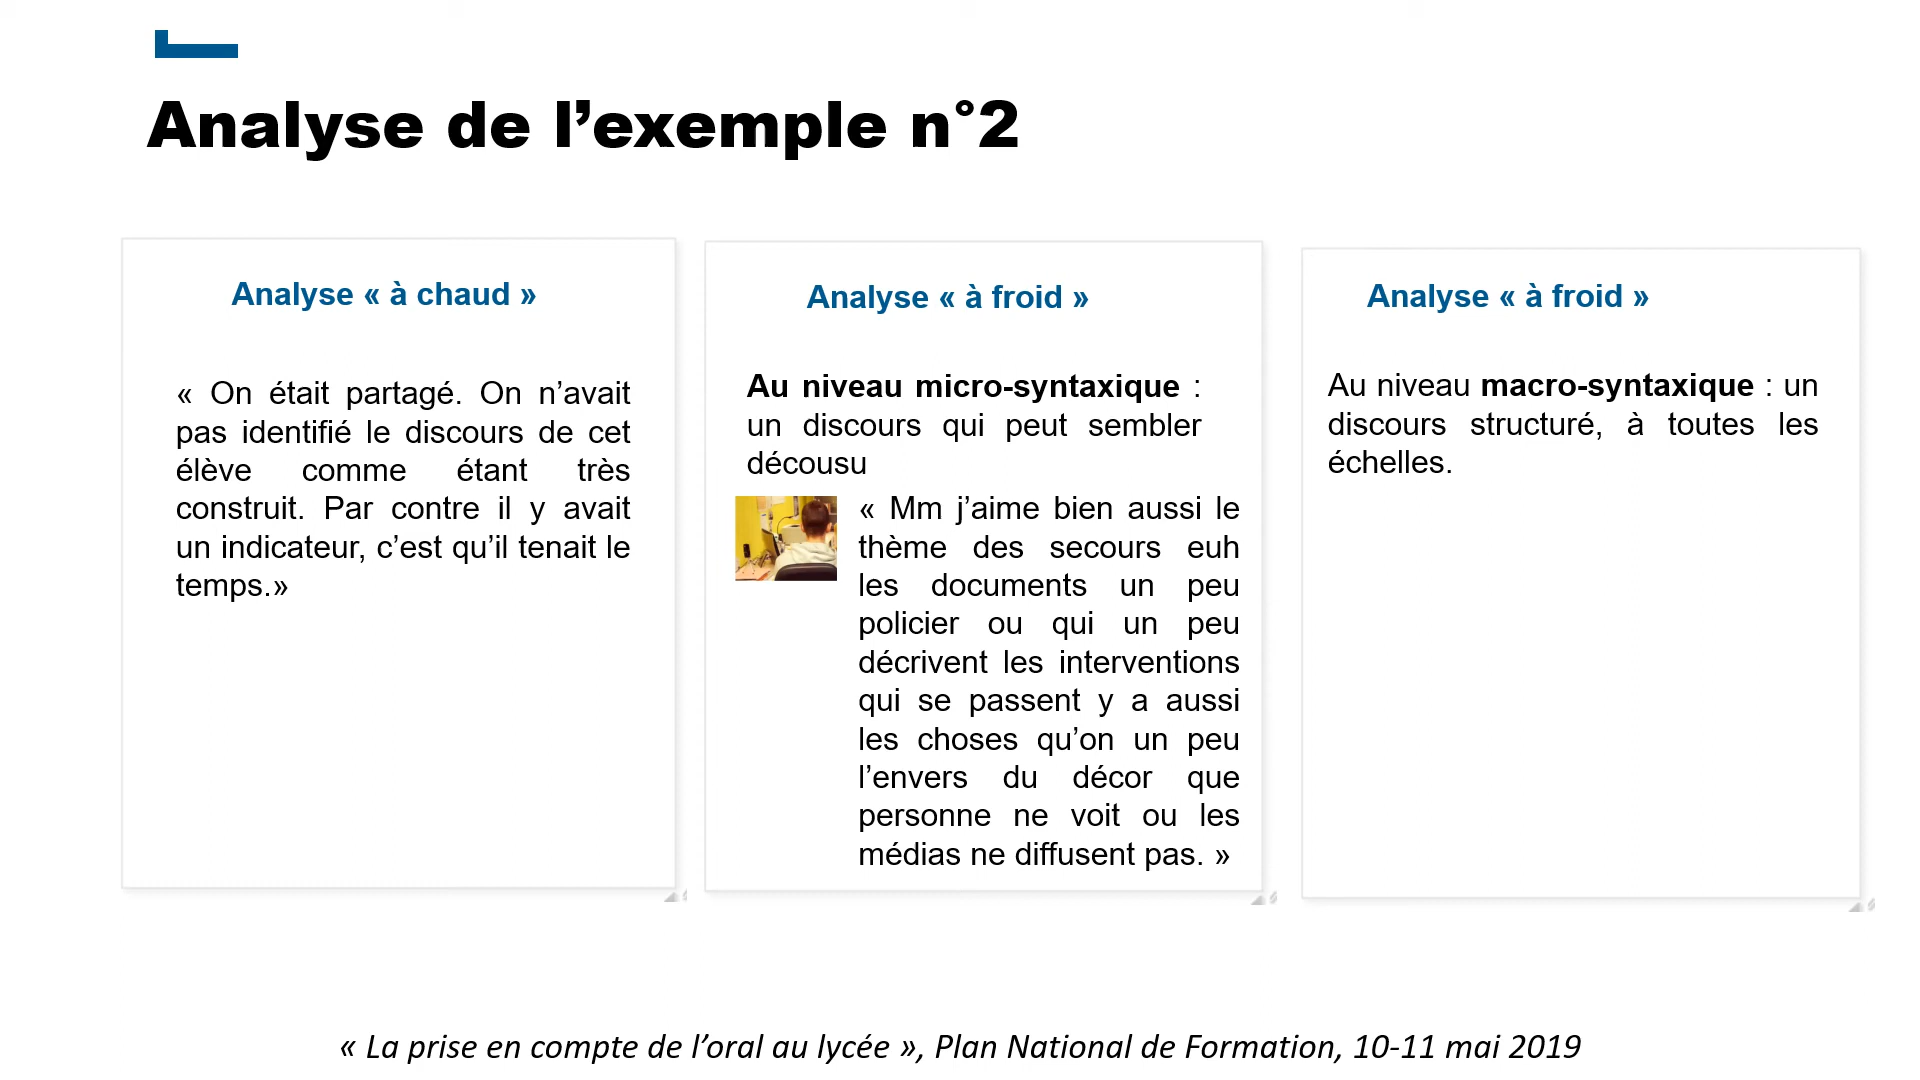 Analyse de l’exemple n°2
Analyse « à chaud »
« On était partagé. On n’avait
pas identifié le discours de cet
élève comme étant très
construit. Par contre il y avait
un indicateur, c’est qu’il tenait le
temps.»
Analyse « à froid »
Au niveau micro-syntaxique :
un discours qui peut sembler
décousu
« Mm j’aime bien aussi le
thème des secours euh
les documents un peu
policier ou qui un peu
décrivent les interventions
qui se passent y a aussi
les choses qu’on un peu
l’envers du décor que
personne ne voit ou les
médias ne diffusent pas. »
Analyse « à froid »
Au niveau macro-syntaxique : un
discours structuré, à toutes les
échelles.
« La prise en compte de l’oral au lycée », Plan National de Formation, 10-11 mai 2019